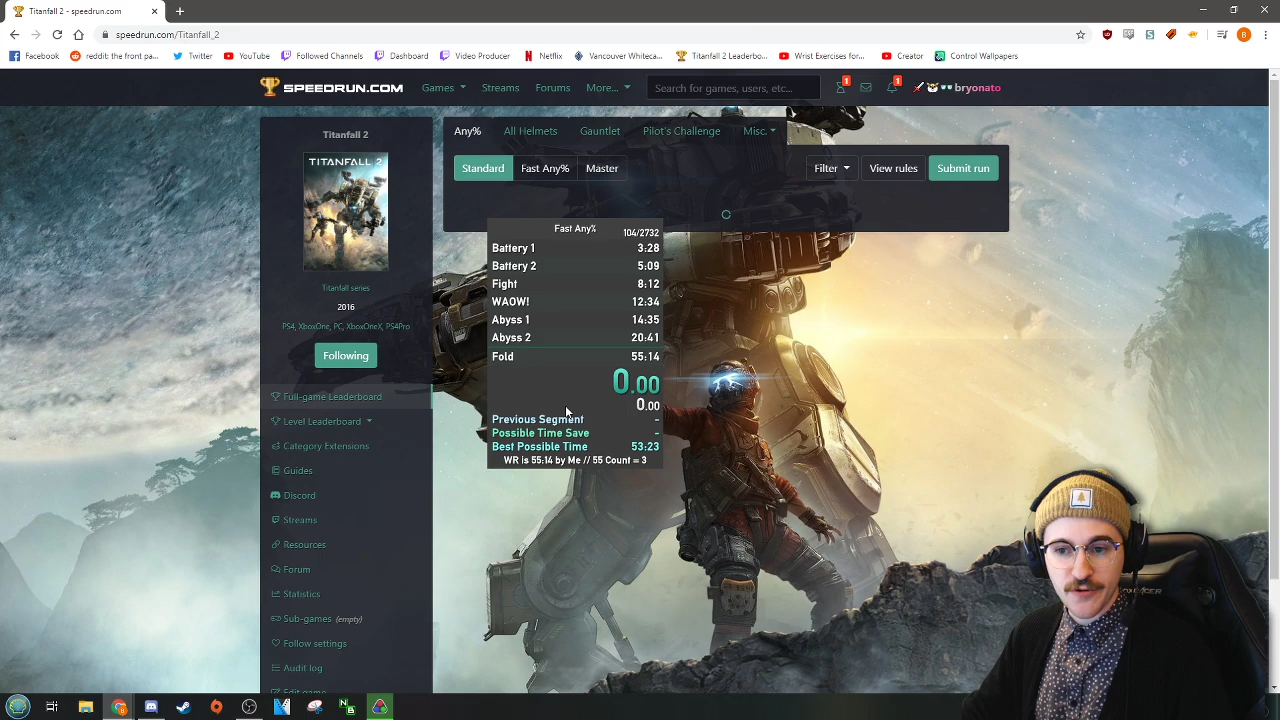 Titanfall 2 - speedrun.com
speedrun.com/Titanfall_2
Facebook
reddit: the front pa...
Twitter
YouTube
Followed Channels
Dashboard
Video Producer
Netflix
Vancouver Whiteca...
Titanfall 2 Leaderbo...
Wrist Exercises for...
Creator
Control Wallpapers
SPEEDRUN.COM
Games
Streams
Forums
More...
Search for games, users, etc...
1
1
bryonato
Titanfall 2
TITANFALL 2
Titanfall series
2016
PS4, XboxOne, PC, XboxOneX, PS4Pro
Following
Full-game Leaderboard
Level Leaderboard
Category Extensions
Guides
Discord
Streams
Resources
Forum
Statistics
Sub-games (empty)
Follow settings
Audit log
Edit game
Any%
All Helmets
Gauntlet
Pilot's Challenge
Misc.
Standard
Fast Any%
Master
Filter
View rules
Submit run
Fast Any%
104/2732
Battery 1 3:28
Battery 2 5:09
Fight 8:12
WAOW! 12:34
Abyss 1 14:35
Abyss 2 20:41
Fold 55:14
0.00
0.00
Previous Segment -
Possible Time Save -
Best Possible Time 53:23
WR is 55:14 by Me // 55 Count = 3